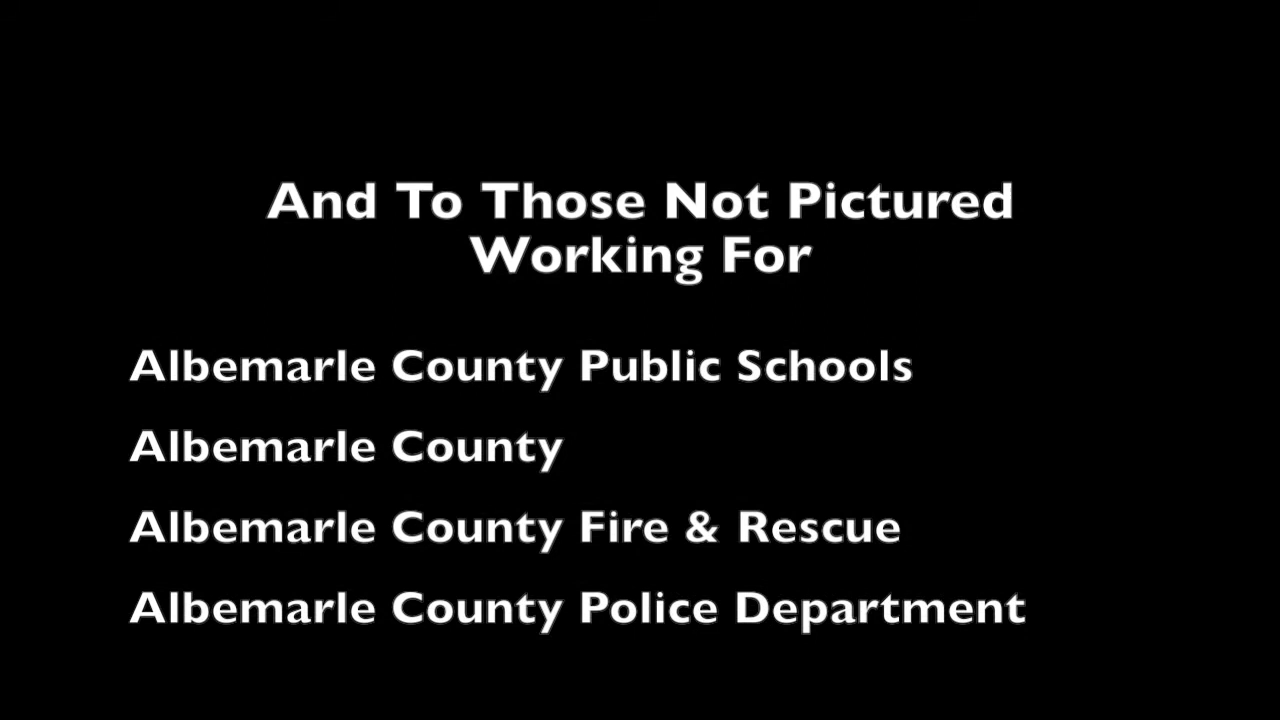 And To Those Not Pictured
Working For
Albemarle County Public Schools
Albemarle County
Albemarle County Fire & Rescue
Albemarle County Police Department